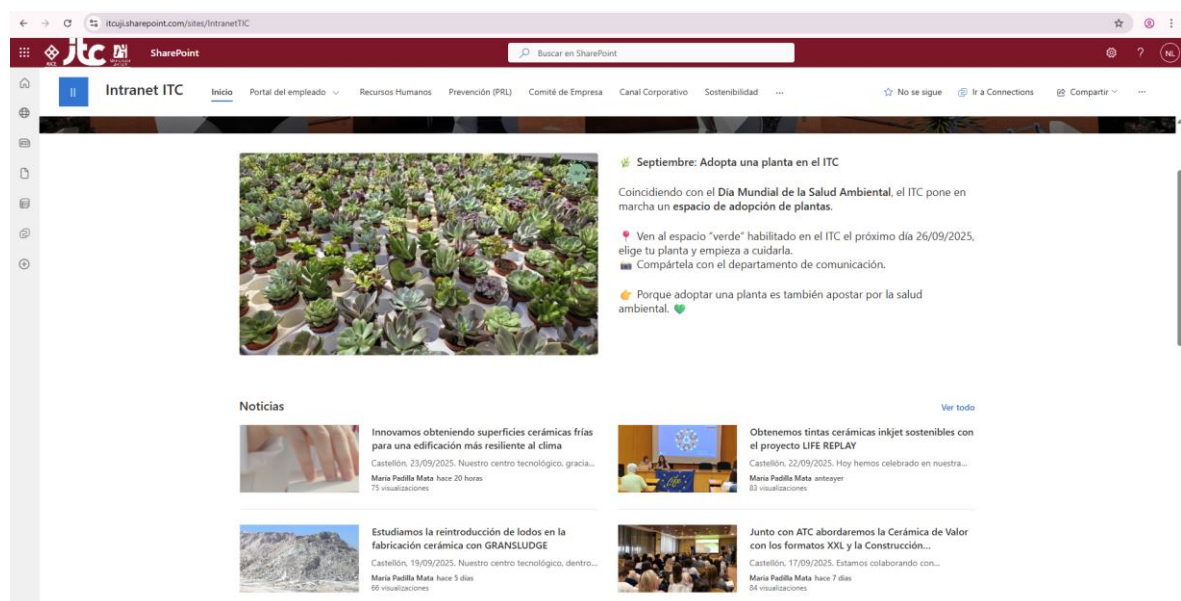 itcuji.sharepoint.com/sites/IntranetTIC
itc
SharePoint
Buscar en SharePoint
?
NL
II
Intranet ITC
Inicio
Portal del empleado
Recursos Humanos
Prevención (PRL)
Comité de Empresa
Canal Corporativo
Sostenibilidad
...
No se sigue
Ir a Connections
Compartir
...
Septiembre: Adopta una planta en el ITC
Coincidiendo con el Día Mundial de la Salud Ambiental, el ITC pone en
marcha un espacio de adopción de plantas.
Ven al espacio “verde” habilitado en el ITC el próximo día 26/09/2025,
elige tu planta y empieza a cuidarla.
Compártela con el departamento de comunicación.
Porque adoptar una planta es también apostar por la salud
ambiental.
Noticias
Ver todo
Innovamos obteniendo superficies cerámicas frías
para una edificación más resiliente al clima
Castellón, 23/09/2025. Nuestro centro tecnológico, gracia...
María Padilla Mata hace 20 horas
75 visualizaciones
Obtenemos tintas cerámicas inkjet sostenibles con
el proyecto LIFE REPLAY
Castellón, 22/09/2025. Hoy hemos celebrado en nuestra...
María Padilla Mata anteayer
83 visualizaciones
Estudiamos la reintroducción de lodos en la
fabricación cerámica con GRANSLUDGE
Castellón, 19/09/2025. Nuestro centro tecnológico, dentro...
María Padilla Mata hace 5 días
66 visualizaciones
Junto con ATC abordaremos la Cerámica de Valor
con los formatos XXL y la Construcción...
Castellón, 17/09/2025. Estamos colaborando con...
María Padilla Mata hace 7 días
84 visualizaciones